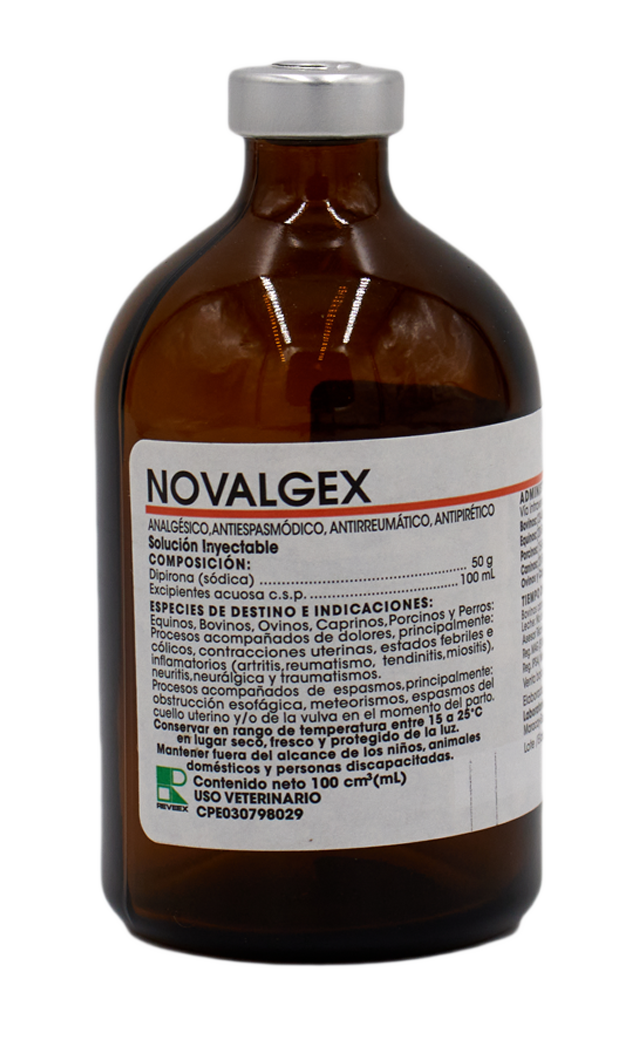 NOVALGEX
ANALGÉSICO,ANTIESPASMÓDICO, ANTIRREUMÁTICO, ANTIPIRÉTICO
Solución Inyectable
COMPOSICIÓN:
Dipirona (sódica) ........................................ 50 g
Excipientes acuosa c.s.p. ............................ 100 mL
ESPECIES DE DESTINO E INDICACIONES:
Equinos, Bovinos, Ovinos, Caprinos,Porcinos y Perros:
Procesos acompañados de dolores, principalmente:
cólicos, contracciones uterinas, estados febriles e
inflamatorios (artritis,reumatismo, tendinitis,miositis),
neuritis,neurálgica y traumatismos.
Procesos acompañados de espasmos,principalmente:
obstrucción esofágica, meteorismos, espasmos del
cuello uterino y/o de la vulva en el momento del parto.
Conservar en rango de temperatura entre 15 a 25°C
en lugar seco, fresco y protegido de la luz.
Mantener fuera del alcance de los niños, animales
domésticos y personas discapacitadas.
Contenido neto 100 cm³(mL)
USO VETERINARIO
CPE030798029
REVEEX